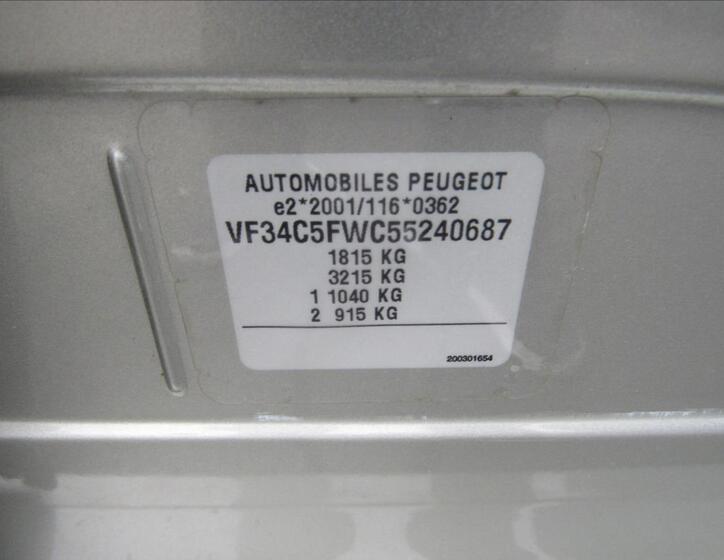 AUTOMOBILES PEUGEOT
e2*2001/116*0362
VF34C5FWC55240687
1815 KG
3215 KG
1 1040 KG
2 915 KG
200301654